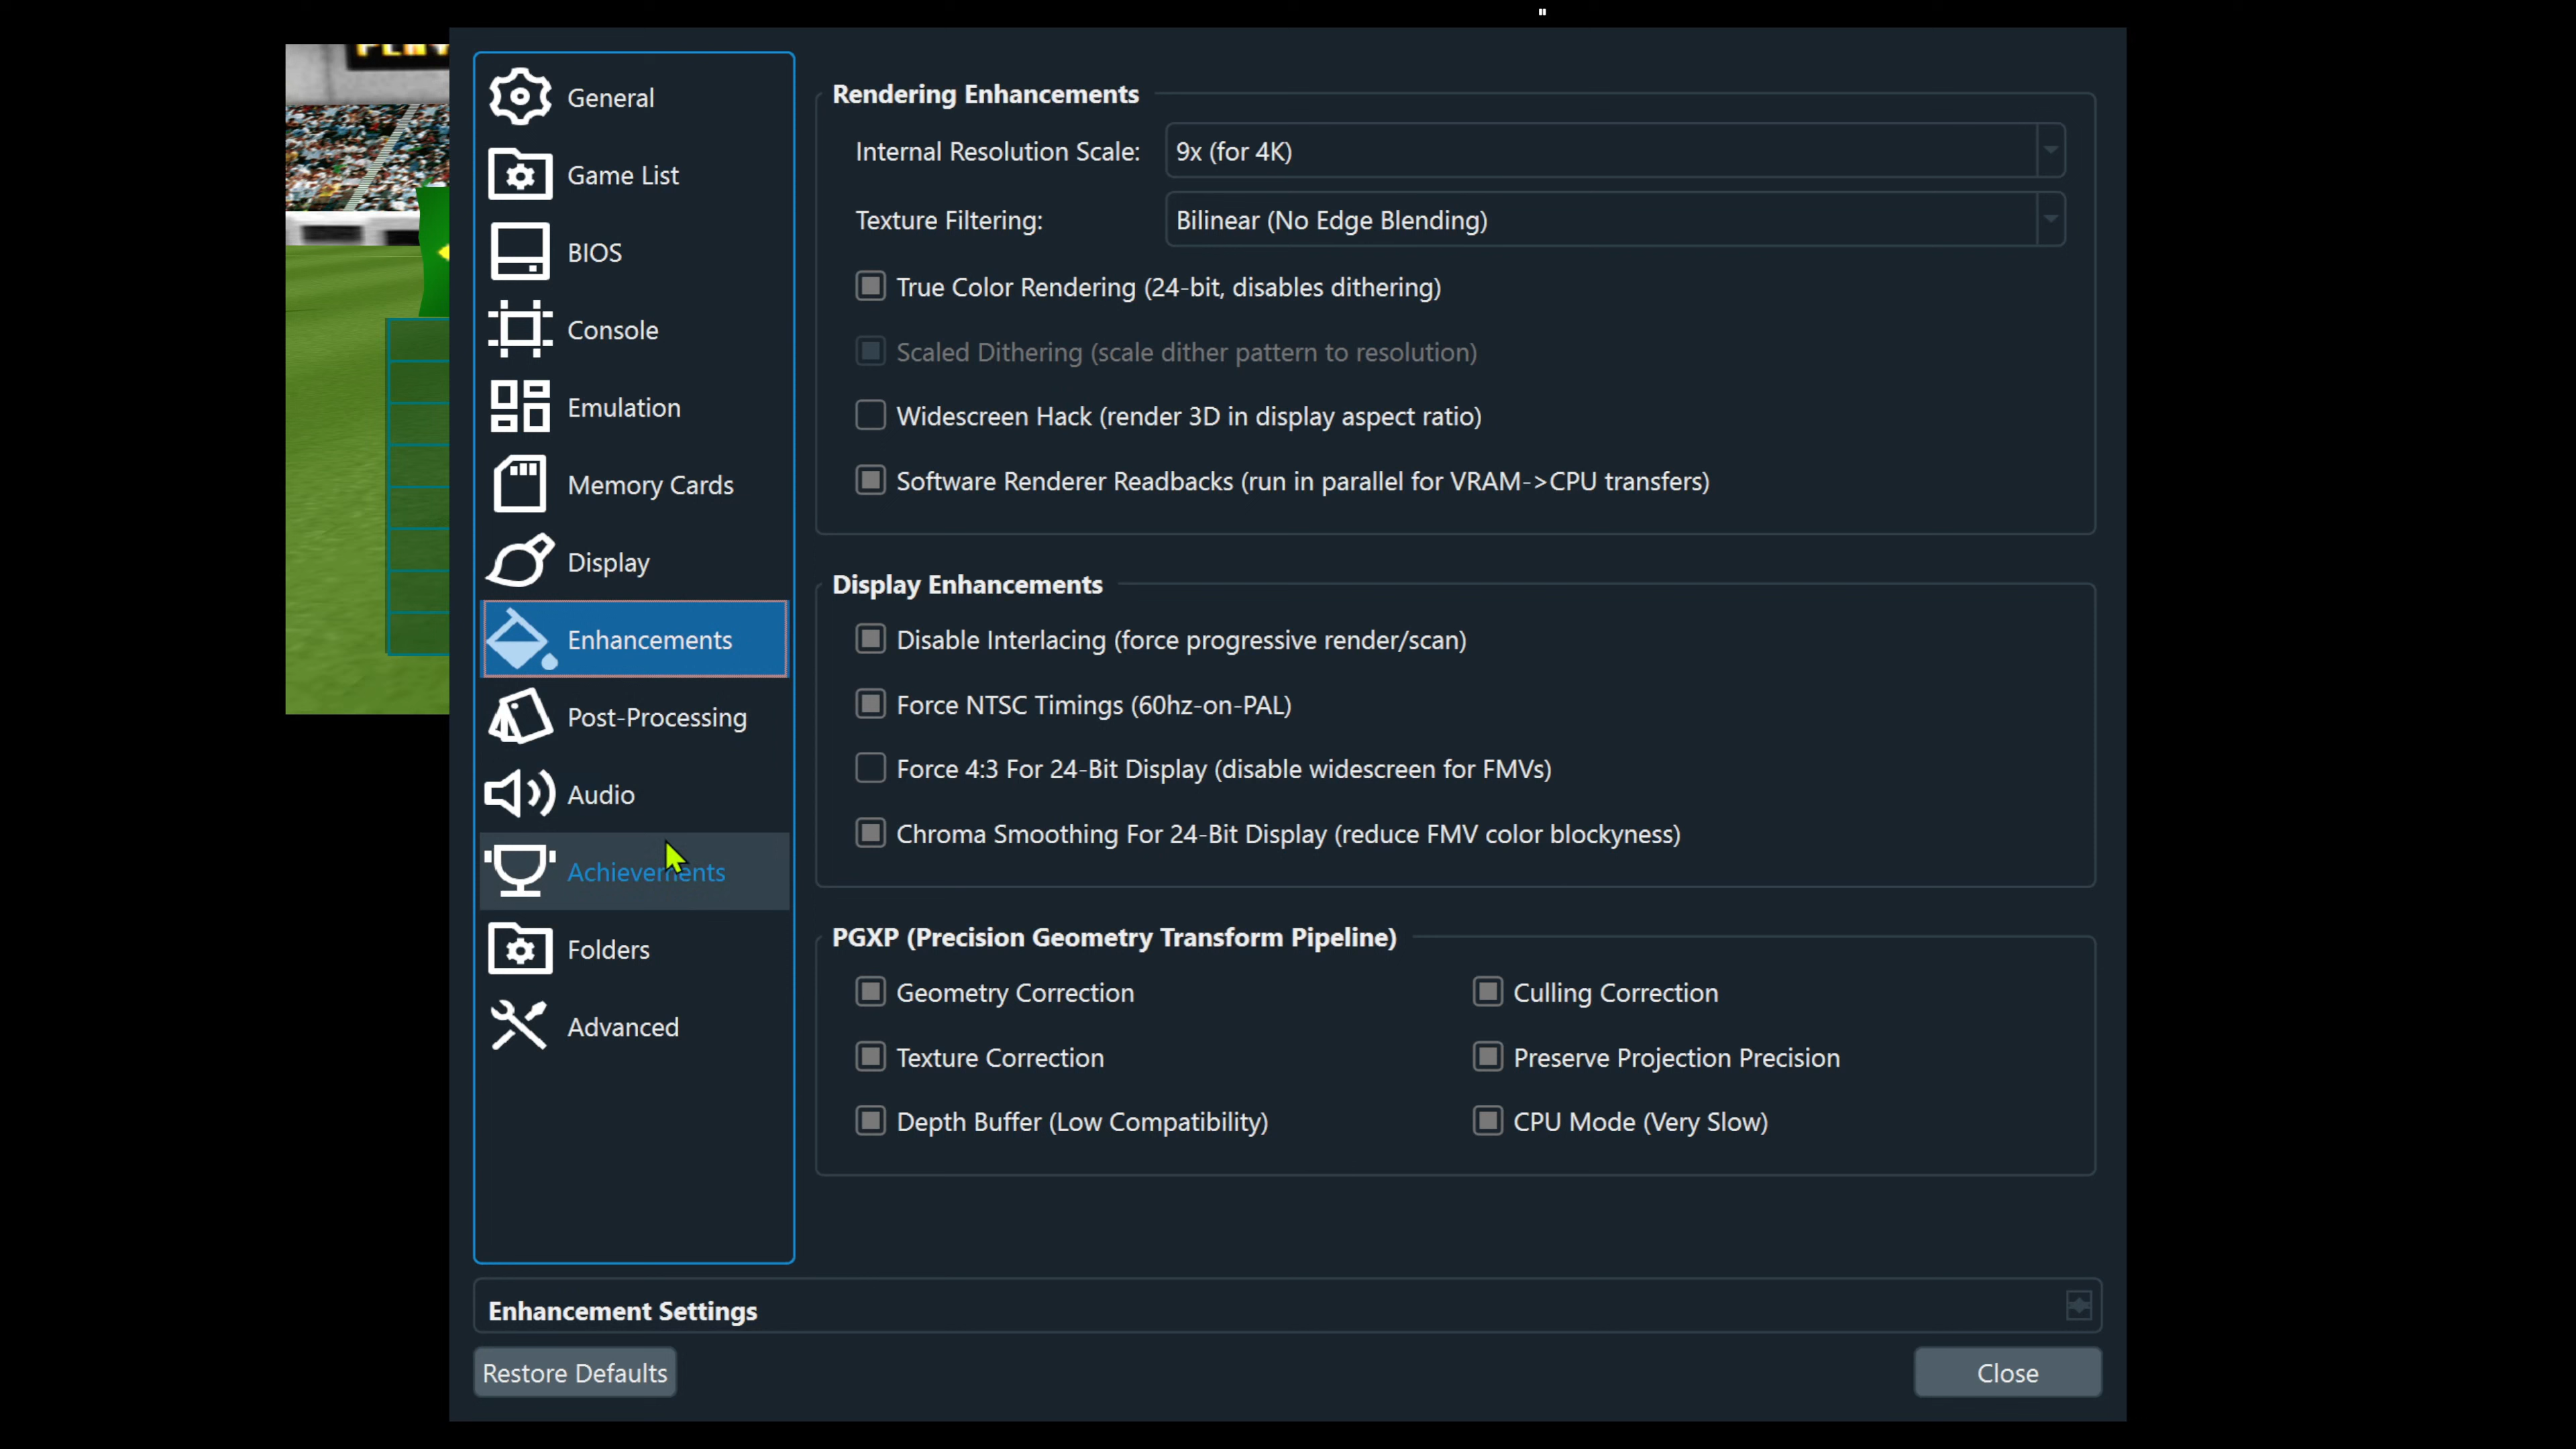 General
Game List
BIOS
Console
Emulation
Memory Cards
Display
Enhancements
Post-Processing
Audio
Achievements
Folders
Advanced
Rendering Enhancements
Internal Resolution Scale: 9x (for 4K)
Texture Filtering: Bilinear (No Edge Blending)
True Color Rendering (24-bit, disables dithering)
Scaled Dithering (scale dither pattern to resolution)
Widescreen Hack (render 3D in display aspect ratio)
Software Renderer Readbacks (run in parallel for VRAM->CPU transfers)
Display Enhancements
Disable Interlacing (force progressive render/scan)
Force NTSC Timings (60hz-on-PAL)
Force 4:3 For 24-Bit Display (disable widescreen for FMVs)
Chroma Smoothing For 24-Bit Display (reduce FMV color blockyness)
PGXP (Precision Geometry Transform Pipeline)
Geometry Correction Culling Correction
Texture Correction Preserve Projection Precision
Depth Buffer (Low Compatibility) CPU Mode (Very Slow)
Enhancement Settings
Restore Defaults Close